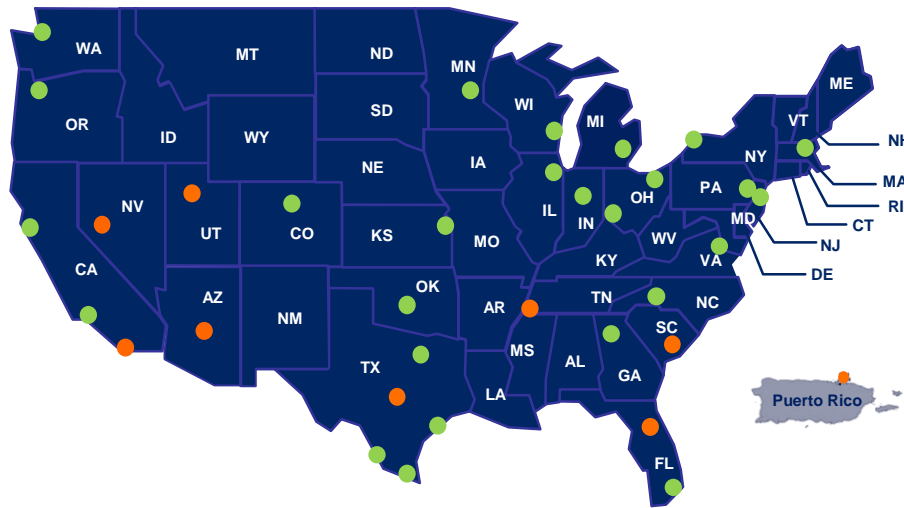 WA
MT
ND
MN
ME
OR
ID
WY
SD
WI
MI
VT
NH
NY
MA
RI
CT
NJ
DE
NV
UT
CO
NE
IA
IL
IN
OH
PA
MD
KS
MO
KY
WV
VA
CA
AZ
NM
OK
AR
TN
NC
SC
TX
LA
MS
AL
GA
FL
Puerto Rico